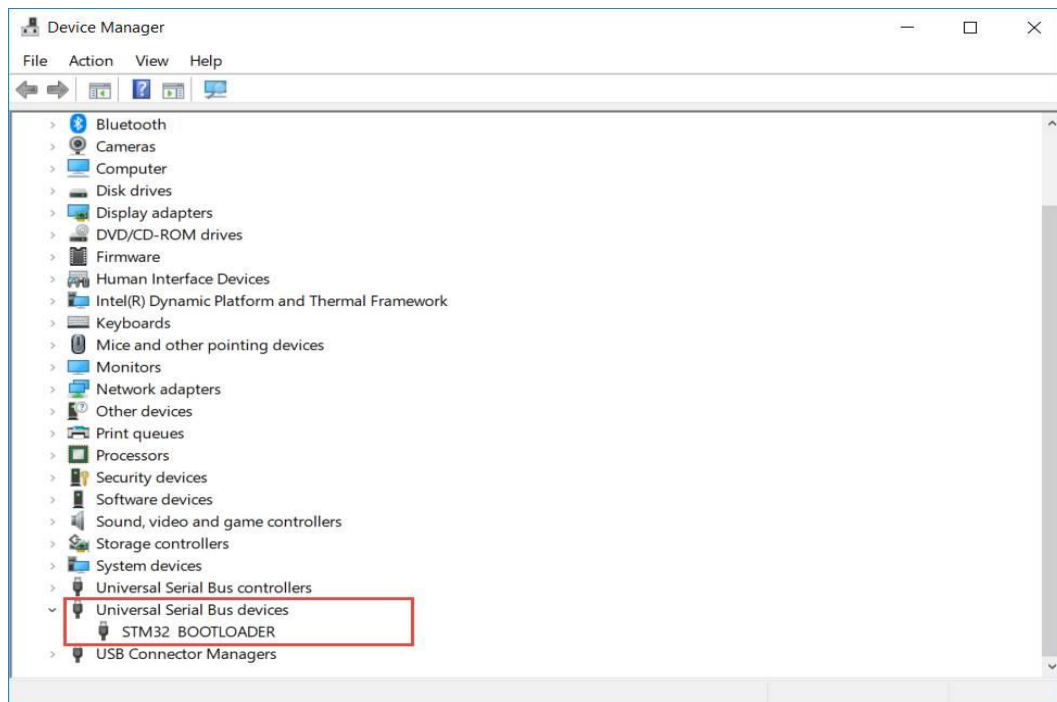 Device Manager
File Action View Help
Bluetooth
Cameras
Computer
Disk drives
Display adapters
DVD/CD-ROM drives
Firmware
Human Interface Devices
Intel(R) Dynamic Platform and Thermal Framework
Keyboards
Mice and other pointing devices
Monitors
Network adapters
Other devices
Print queues
Processors
Security devices
Software devices
Sound, video and game controllers
Storage controllers
System devices
Universal Serial Bus controllers
Universal Serial Bus devices
STM32 BOOTLOADER
USB Connector Managers